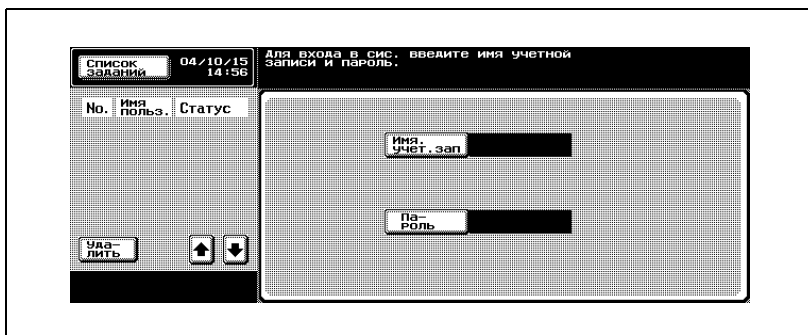 Список
заданий
04/10/15
14:56
Для входа в сис. введите имя учетной
записи и пароль.
No.
Имя
польз.
Статус
Имя.
учет.зап
Па-
роль
Уда-
лить